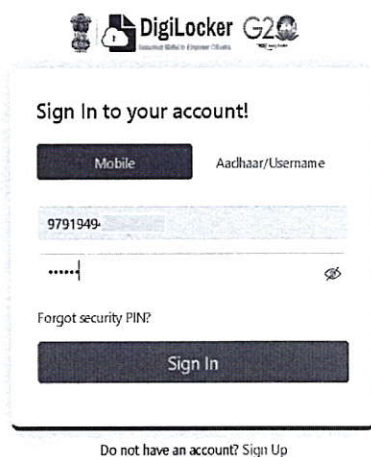 DigiLocker G20
Sign In to your account!
Mobile Aadhaar/Username
9791949
••••••
Forgot security PIN?
Sign In
Do not have an account? Sign Up